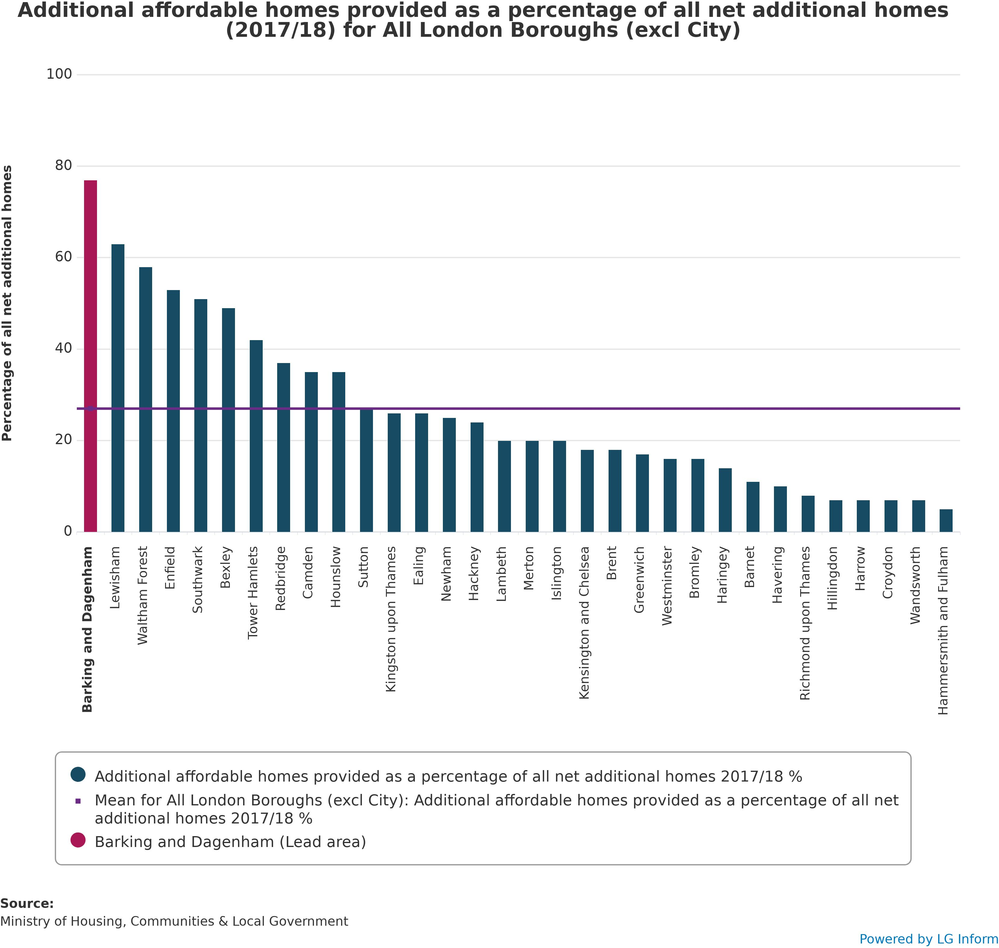 Additional affordable homes provided as a percentage of all net additional homes
(2017/18) for All London Boroughs (excl City)
Percentage of all net additional homes
100
80
60
40
20
0
Barking and Dagenham
Lewisham
Waltham Forest
Enfield
Southwark
Bexley
Tower Hamlets
Redbridge
Camden
Hounslow
Sutton
Kingston upon Thames
Ealing
Newham
Hackney
Lambeth
Merton
Islington
Kensington and Chelsea
Brent
Greenwich
Westminster
Bromley
Haringey
Barnet
Havering
Richmond upon Thames
Hillingdon
Harrow
Croydon
Wandsworth
Hammersmith and Fulham
Additional affordable homes provided as a percentage of all net additional homes 2017/18 %
Mean for All London Boroughs (excl City): Additional affordable homes provided as a percentage of all net
additional homes 2017/18 %
Barking and Dagenham (Lead area)
Source:
Ministry of Housing, Communities & Local Government
Powered by LG Inform